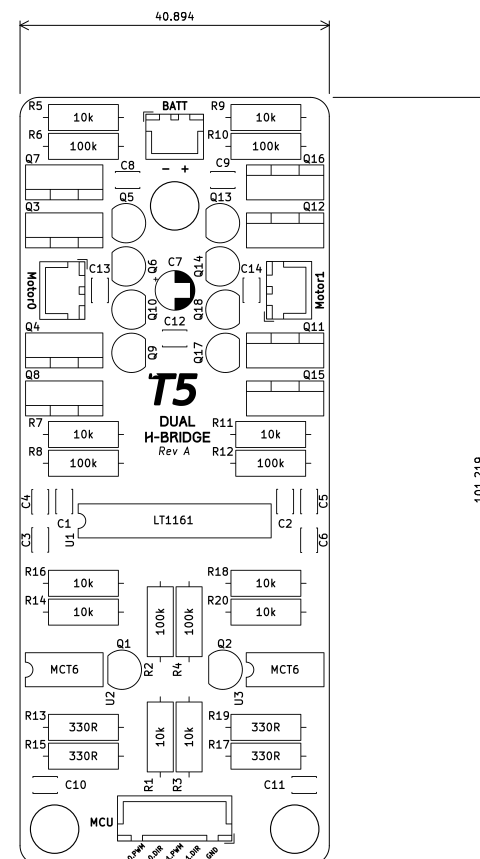 40.894
R5 10k BATT R9 10k
R6 100k R10 100k
Q7 C8 - + C9 Q16
Q3 Q5 Q13 Q12
Motor0 C13 Q6 C7 + Q14 C14 Motor1
Q10 Q18
C12
Q4 Q9 Q17 Q11
Q8 T5 Q15
DUAL
H-BRIDGE
Rev A
R7 10k R11 10k
R8 100k R12 100k
C4 C1 C2 C5
U1 LT1161
C3 C6
R16 10k R18 10k
R14 10k 100k 100k R20 10k
R2 R4
Q1 Q2
MCT6 U2 U3 MCT6
R13 330R 10k 10k R19 330R
R15 330R R17 330R
R1 R3
C10 C11
MCU
GND
101.219